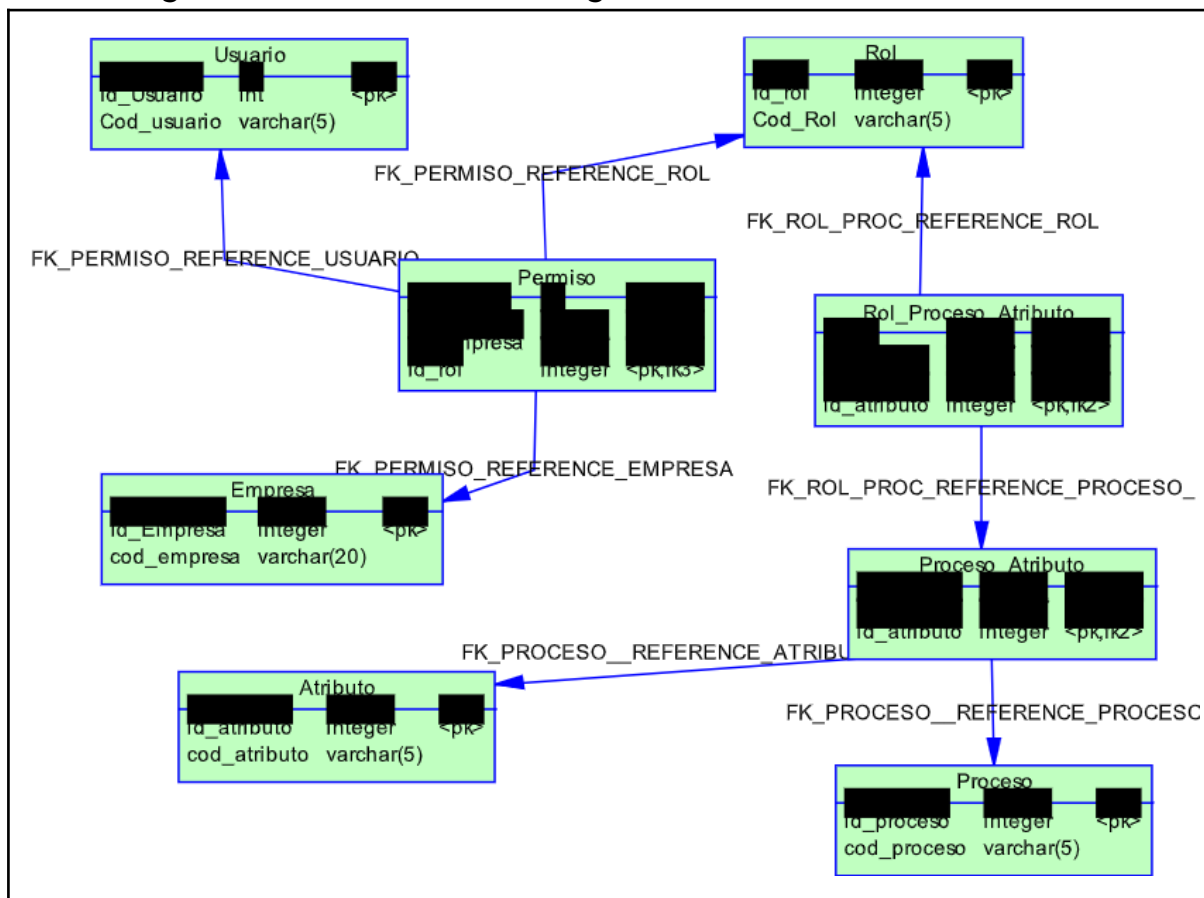 Usuario
Id_Usuario int <pk>
Cod_usuario varchar(5)
Rol
Id_rol Integer <pk>
Cod_Rol varchar(5)
FK_PERMISO_REFERENCE_ROL
FK_ROL_PROC_REFERENCE_ROL
FK_PERMISO_REFERENCE_USUARIO
Permiso
Id_rol Integer <pk,fk3>
Rol_Proceso_Atributo
Id_atributo Integer <pk,fk2>
FK_PERMISO_REFERENCE_EMPRESA
Empresa
Id_Empresa Integer <pk>
cod_empresa varchar(20)
FK_ROL_PROC_REFERENCE_PROCESO_
Proceso_Atributo
Id_atributo Integer <pk,fk2>
FK_PROCESO__REFERENCE_ATRIBU
Atributo
Id_atributo Integer <pk>
cod_atributo varchar(5)
FK_PROCESO__REFERENCE_PROCESO
Proceso
Id_proceso Integer <pk>
cod_proceso varchar(5)